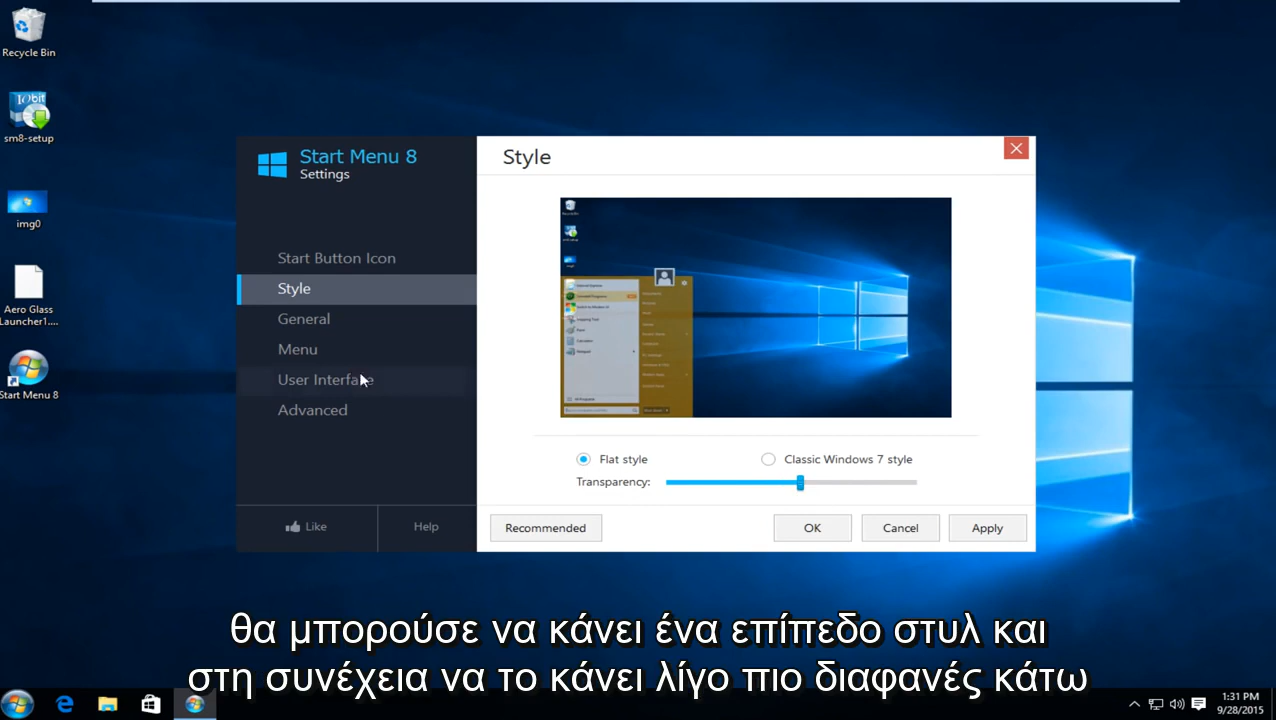 Recycle Bin
sm8-setup
img0
Aero Glass
Launcher1....
Start Menu 8
Start Menu 8
Settings
Start Button Icon
Style
General
Menu
User Interface
Advanced
Like
Help
Style
Flat style
Classic Windows 7 style
Transparency:
Recommended
OK
Cancel
Apply
θα μπορούσε να κάνει ένα επίπεδο στυλ και
στη συνέχεια να το κάνει λίγο πιο διαφανές κάτω
1:31 PM
9/28/2015